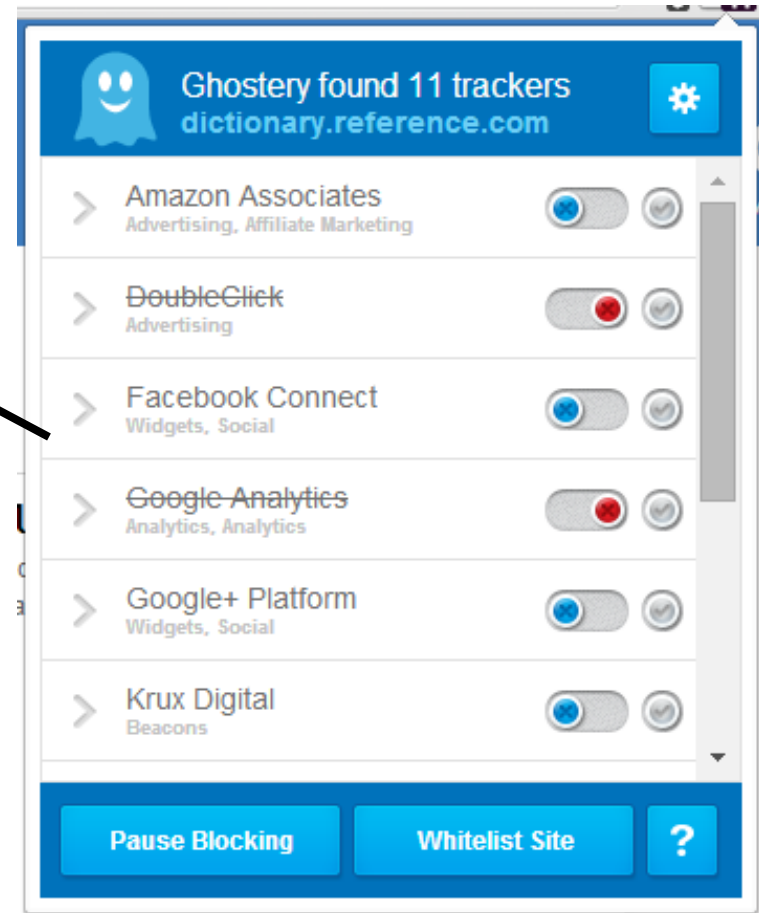 Ghostery found 11 trackers
dictionary.reference.com
Amazon Associates
Advertising, Affiliate Marketing
DoubleClick
Advertising
Facebook Connect
Widgets, Social
Google Analytics
Analytics, Analytics
Google+ Platform
Widgets, Social
Krux Digital
Beacons
Pause Blocking
Whitelist Site
?